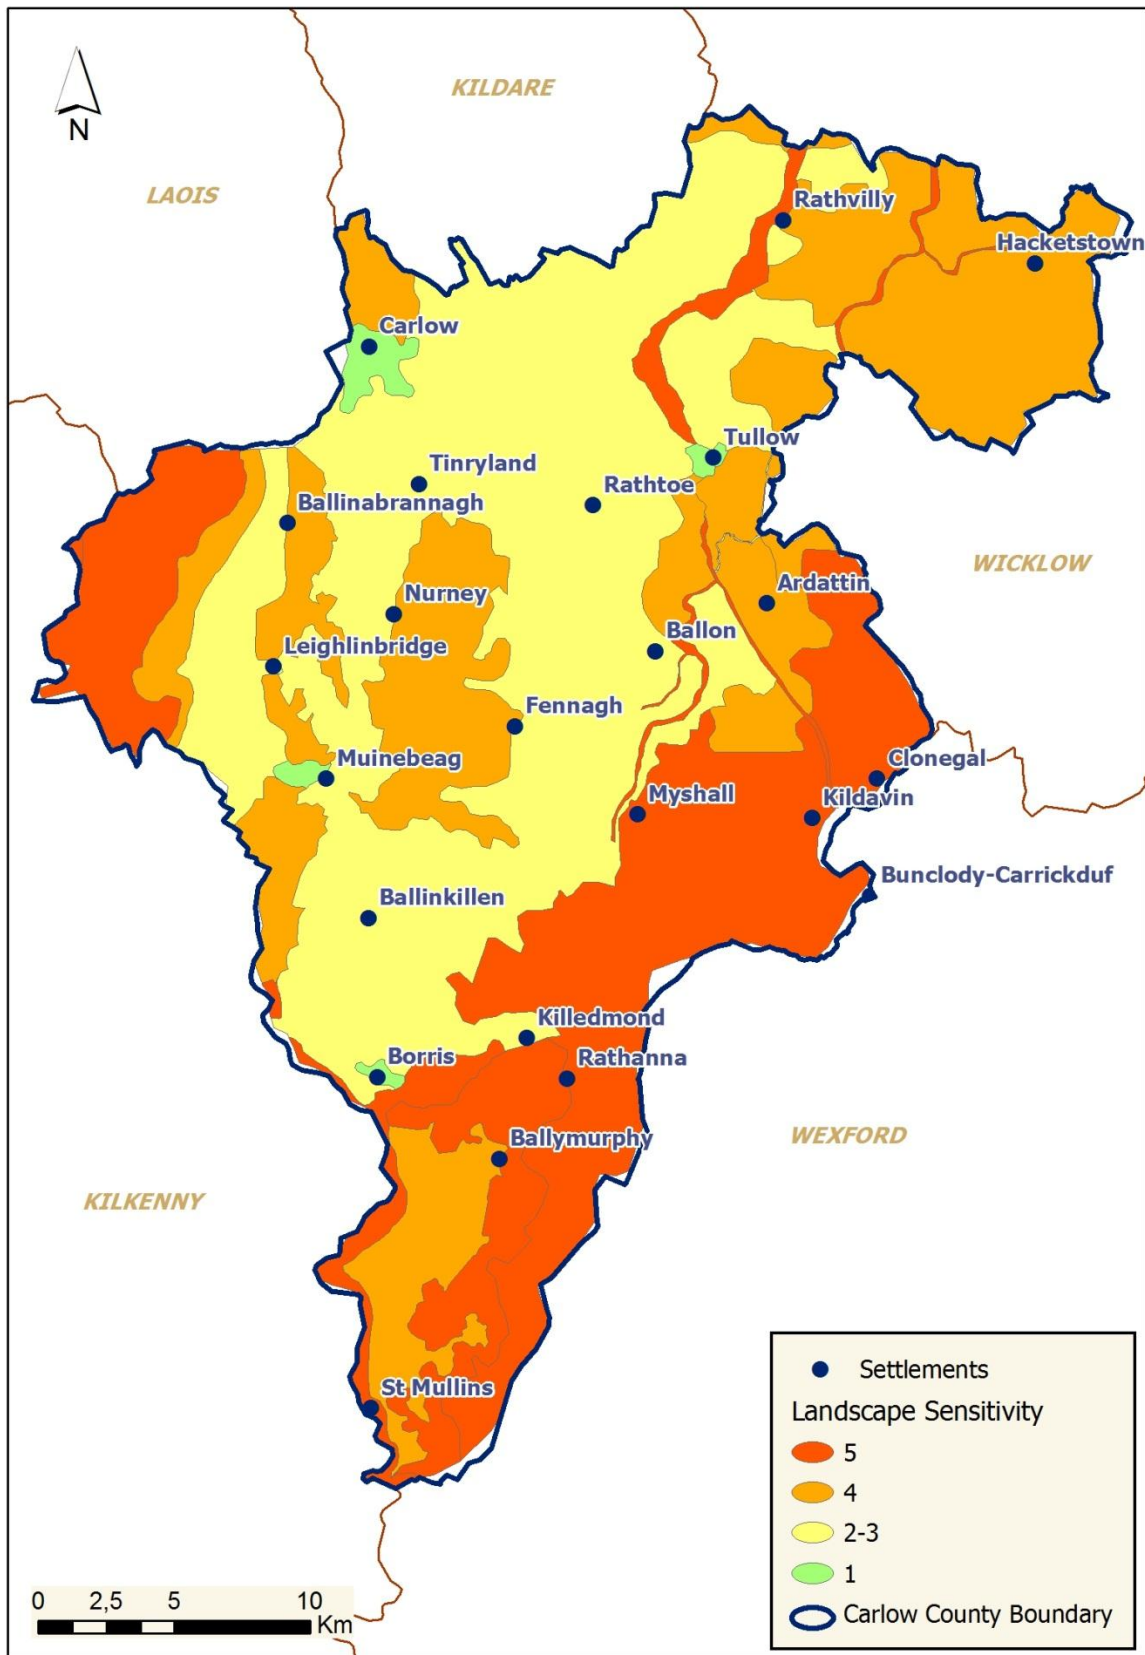 KILDARE
N
LAOIS
Rathvilly
Hacketstown
Carlow
Tullow
Tinryland
Rathtoe
Ballinabrannagh
WICKLOW
Ardattin
Nurney
Ballon
Leighlinbridge
Fennagh
Muinebeag
Clonegal
Myshall
Kildavin
Bunclody-Carrickduf
Ballinkillen
Killedmond
Borris
Rathanna
WEXFORD
Ballymurphy
KILKENNY
St Mullins
Settlements
Landscape Sensitivity
5
4
2-3
1
Carlow County Boundary
0 2,5 5 10
Km